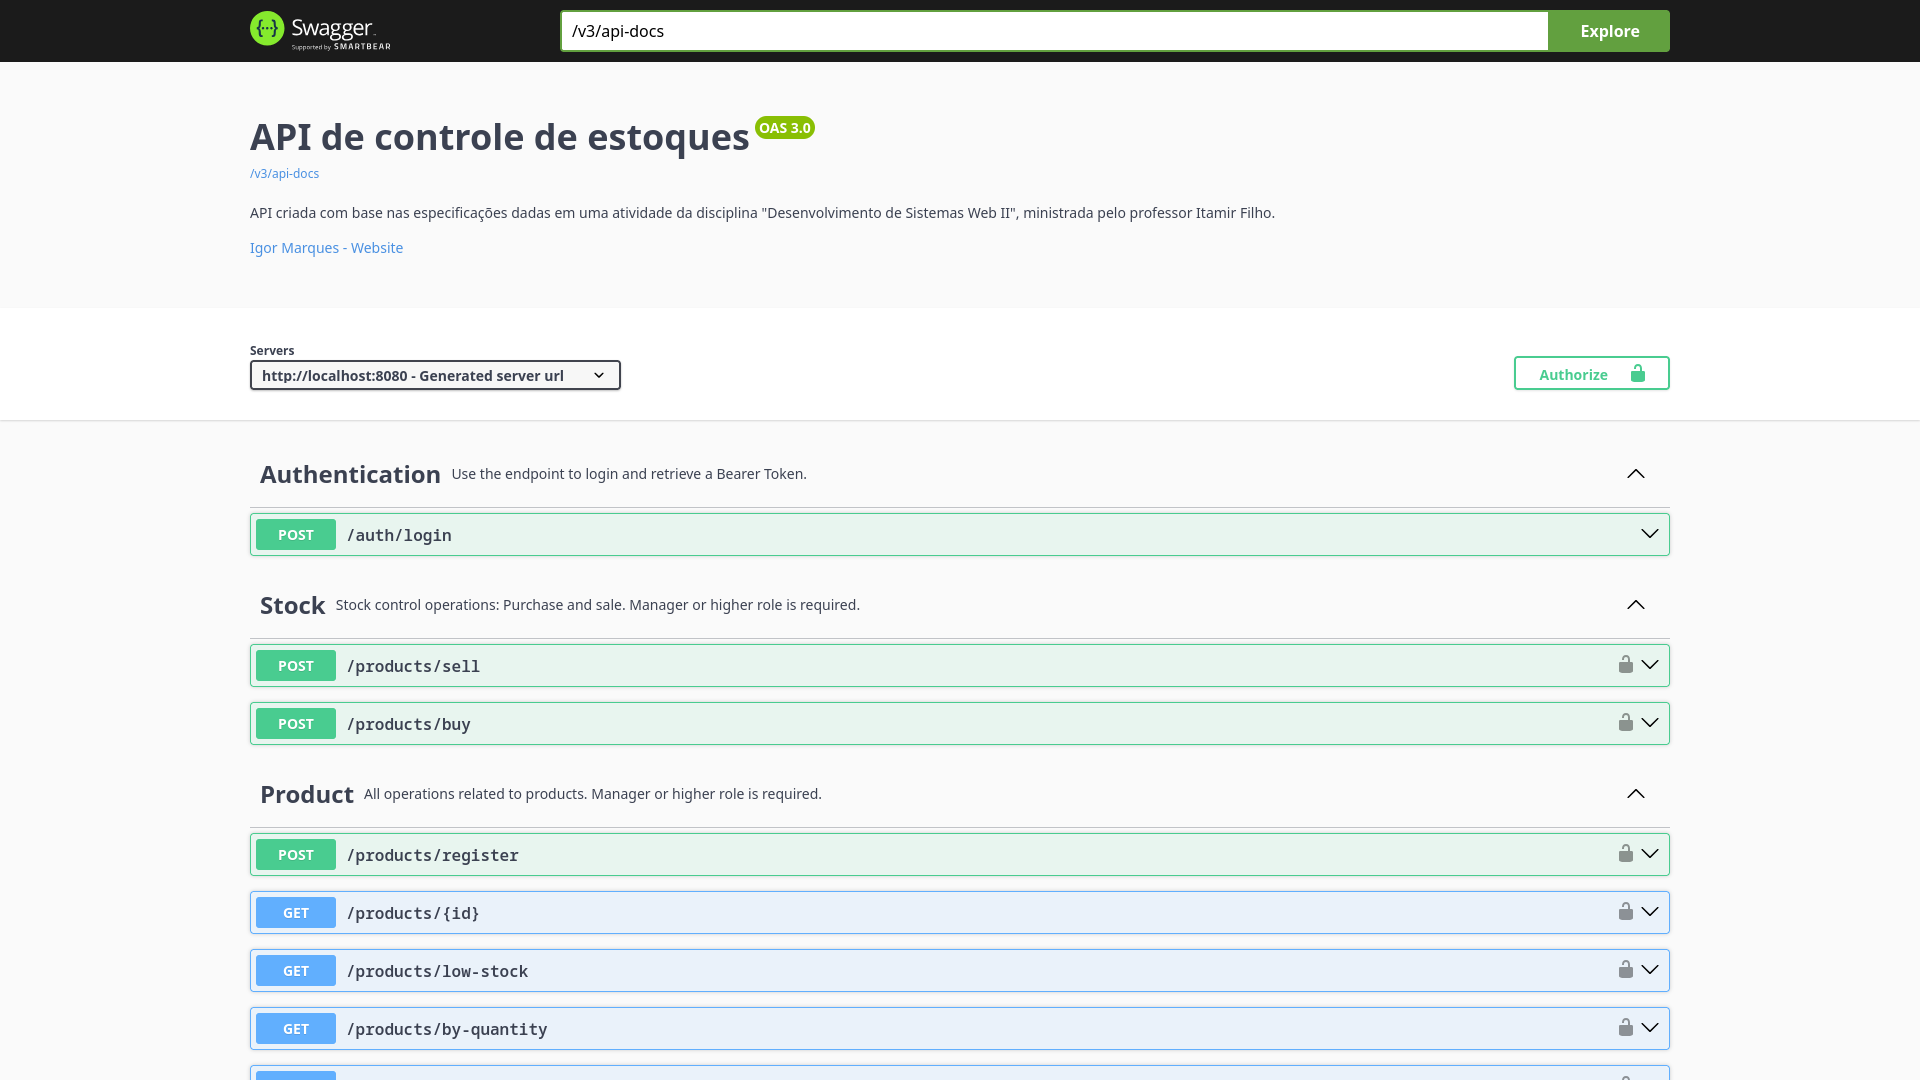 Swagger
Supported by SMARTBEAR
/v3/api-docs
Explore
API de controle de estoques
OAS 3.0
/v3/api-docs
API criada com base nas especificações dadas em uma atividade da disciplina "Desenvolvimento de Sistemas Web II", ministrada pelo professor Itamir Filho.
Igor Marques - Website
Servers
http://localhost:8080 - Generated server url
Authorize
Authentication Use the endpoint to login and retrieve a Bearer Token.
POST /auth/login
Stock Stock control operations: Purchase and sale. Manager or higher role is required.
POST /products/sell
POST /products/buy
Product All operations related to products. Manager or higher role is required.
POST /products/register
GET /products/{id}
GET /products/low-stock
GET /products/by-quantity